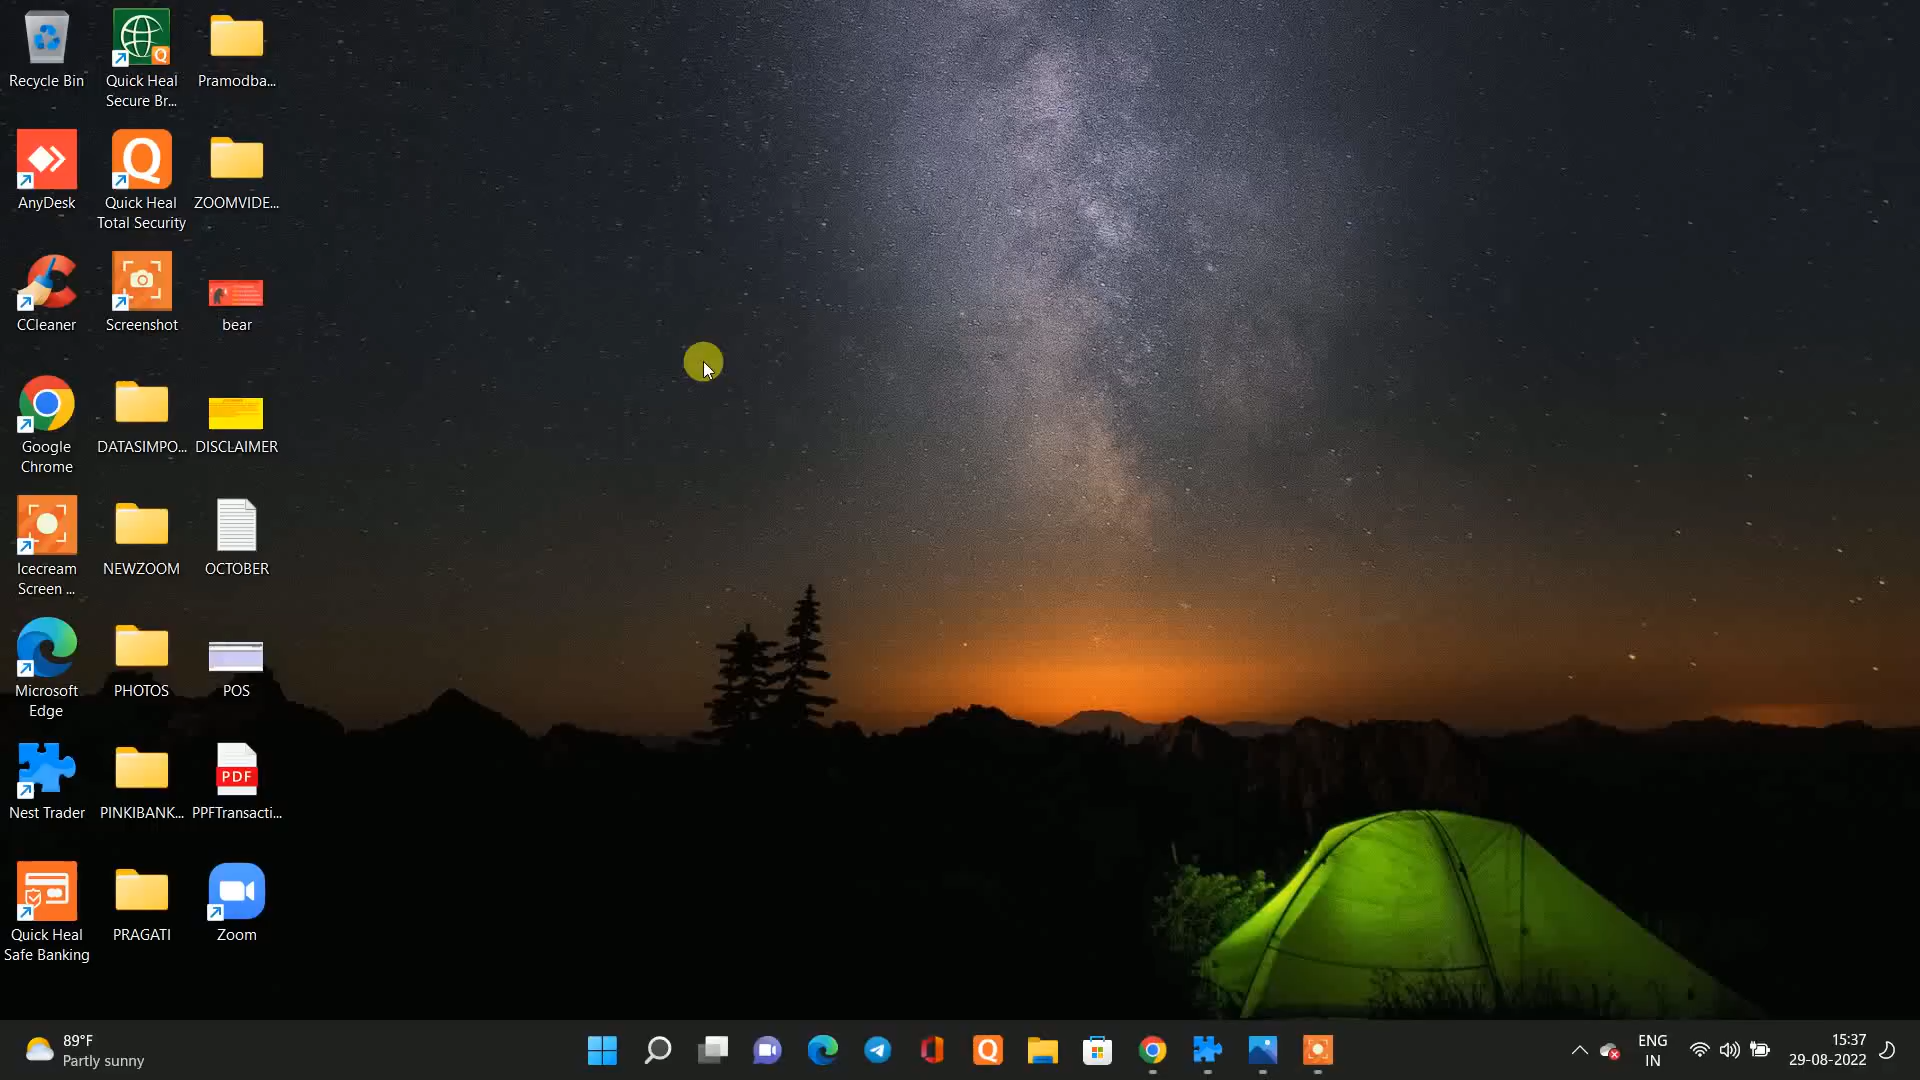 Recycle Bin
Quick Heal
Secure Br...
Pramodba...
AnyDesk
Quick Heal
Total Security
ZOOMVIDE...
CCleaner
Screenshot
bear
Google
Chrome
DATASIMPO...
DISCLAIMER
Icecream
Screen ...
NEWZOOM
OCTOBER
Microsoft
Edge
PHOTOS
POS
Nest Trader
PINKIBANK...
PDF
PPFTransacti...
Quick Heal
Safe Banking
PRAGATI
Zoom
89°F
Partly sunny
ENG
IN
15:37
29-08-2022